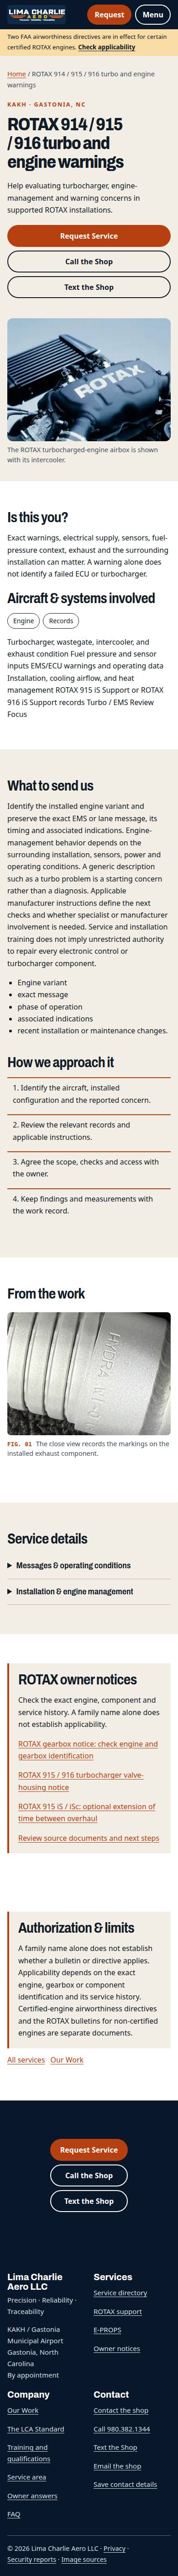 LIMA CHARLIE
AERO
Request
Menu
Two FAA airworthiness directives are in effect for certain
certified ROTAX engines. Check applicability
Home / ROTAX 914 / 915 / 916 turbo and engine
warnings
KAKH · GASTONIA, NC
ROTAX 914 / 915
/ 916 turbo and
engine warnings
Help evaluating turbocharger, engine-
management and warning concerns in
supported ROTAX installations.
Request Service
Call the Shop
Text the Shop
ROTAX
The ROTAX turbocharged-engine airbox is shown
with its intercooler.
Is this you?
Exact warnings, electrical supply, sensors, fuel-
pressure context, exhaust and the surrounding
installation can matter. A warning alone does
not identify a failed ECU or turbocharger.
Aircraft & systems involved
Engine
Records
Turbocharger, wastegate, intercooler, and
exhaust condition Fuel pressure and sensor
inputs EMS/ECU warnings and operating data
Installation, cooling airflow, and heat
management ROTAX 915 iS Support or ROTAX
916 iS Support records Turbo / EMS Review
Focus
What to send us
Identify the installed engine variant and
preserve the exact EMS or lane message, its
timing and associated indications. Engine-
management behavior depends on the
surrounding installation, sensors, power and
operating conditions. A generic description
such as a turbo problem is a starting concern
rather than a diagnosis. Applicable
manufacturer instructions define the next
checks and whether specialist or manufacturer
involvement is needed. Service and installation
training does not imply unrestricted authority
to repair every electronic control or
turbocharger component.
• Engine variant
• exact message
• phase of operation
• associated indications
• recent installation or maintenance changes.
How we approach it
1. Identify the aircraft, installed
configuration and the reported concern.
2. Review the relevant records and
applicable instructions.
3. Agree the scope, checks and access with
the owner.
4. Keep findings and measurements with
the work record.
From the work
FIG. 01 The close view records the markings on the
installed exhaust component.
Service details
▶ Messages & operating conditions
▶ Installation & engine management
ROTAX owner notices
Check the exact engine, component and
service history. A family name alone does
not establish applicability.
ROTAX gearbox notice: check engine and
gearbox identification
ROTAX 915 / 916 turbocharger valve-
housing notice
ROTAX 915 iS / iSc: optional extension of
time between overhaul
Review source documents and next steps
Authorization & limits
A family name alone does not establish
whether a bulletin or directive applies.
Applicability depends on the exact
engine, gearbox or component
identification and its service history.
Certified-engine airworthiness directives
and the ROTAX bulletins for non-certified
engines are separate documents.
All services Our Work
Request Service
Call the Shop
Text the Shop
Lima Charlie
Aero LLC
Precision · Reliability ·
Traceability
KAKH / Gastonia
Municipal Airport
Gastonia, North
Carolina
By appointment
Services
Service directory
ROTAX support
E-PROPS
Owner notices
Company
Our Work
The LCA Standard
Training and
qualifications
Service area
Owner answers
FAQ
Contact
Contact the shop
Call 980.382.1344
Text the Shop
Email the shop
Save contact details
© 2026 Lima Charlie Aero LLC · Privacy ·
Security reports · Image sources